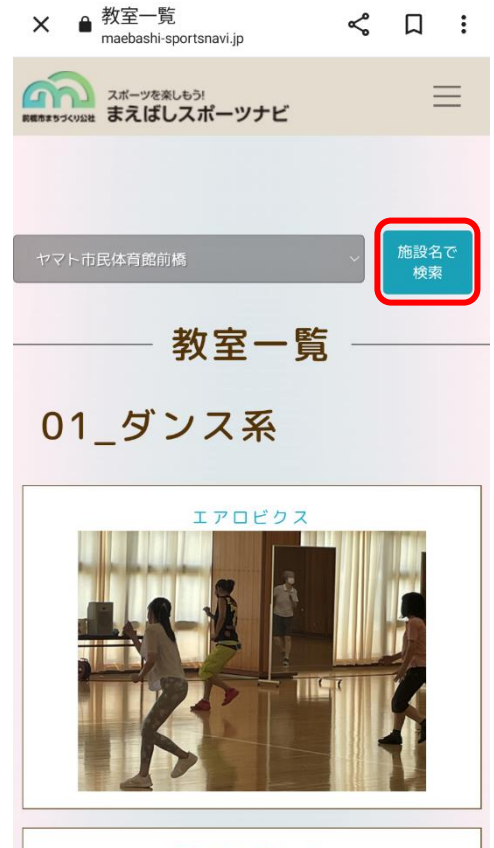 教室一覧
maebashi-sportsnavi.jp
前橋市まちづくり公社
スポーツを楽しもう!
まえばしスポーツナビ
ヤマト市民体育館前橋
施設名で
検索
教室一覧
01_ダンス系
エアロビクス